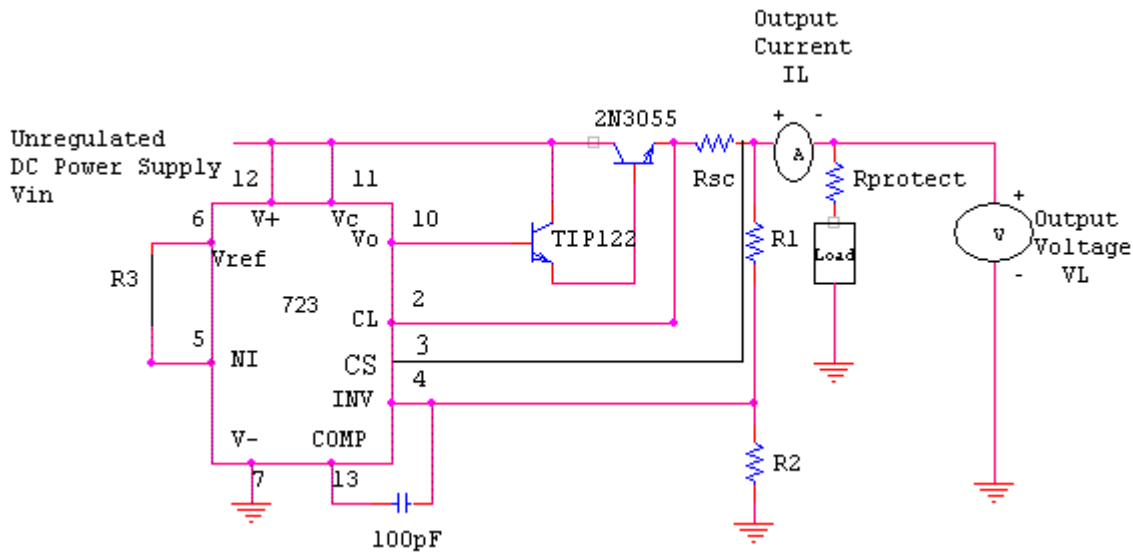 Output
Current
IL
2N3055
+ -
A
Unregulated
DC Power Supply
Vin
12
11
Rsc
Rprotect
6
V+
Vc
10
Vo
TIP122
R1
Load
+
V
Output
Voltage
VL
-
Vref
R3
723
2
CL
5
NI
3
CS
4
INV
V-
COMP
7
13
R2
100pF